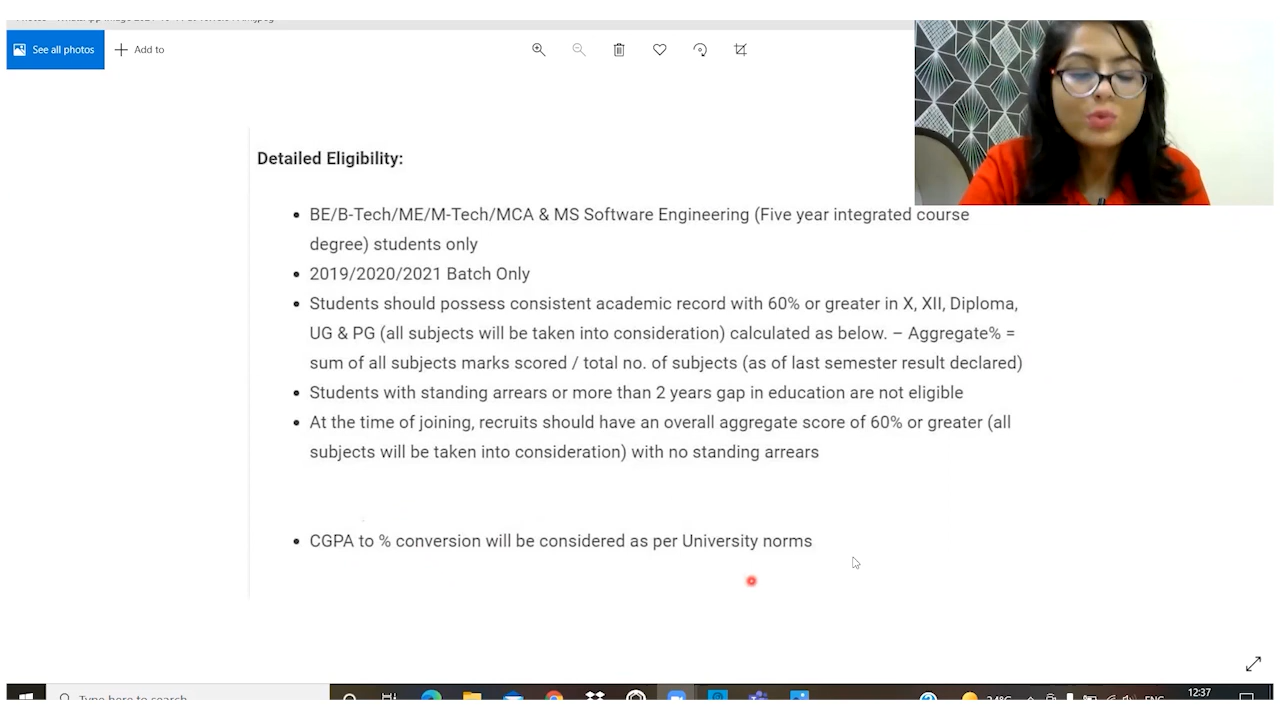 See all photos
Add to
Detailed Eligibility:
• BE/B-Tech/ME/M-Tech/MCA & MS Software Engineering (Five year integrated course
degree) students only
• 2019/2020/2021 Batch Only
• Students should possess consistent academic record with 60% or greater in X, XII, Diploma,
UG & PG (all subjects will be taken into consideration) calculated as below. – Aggregate% =
sum of all subjects marks scored / total no. of subjects (as of last semester result declared)
• Students with standing arrears or more than 2 years gap in education are not eligible
• At the time of joining, recruits should have an overall aggregate score of 60% or greater (all
subjects will be taken into consideration) with no standing arrears
• CGPA to % conversion will be considered as per University norms
Type here to search
ENG
12:37